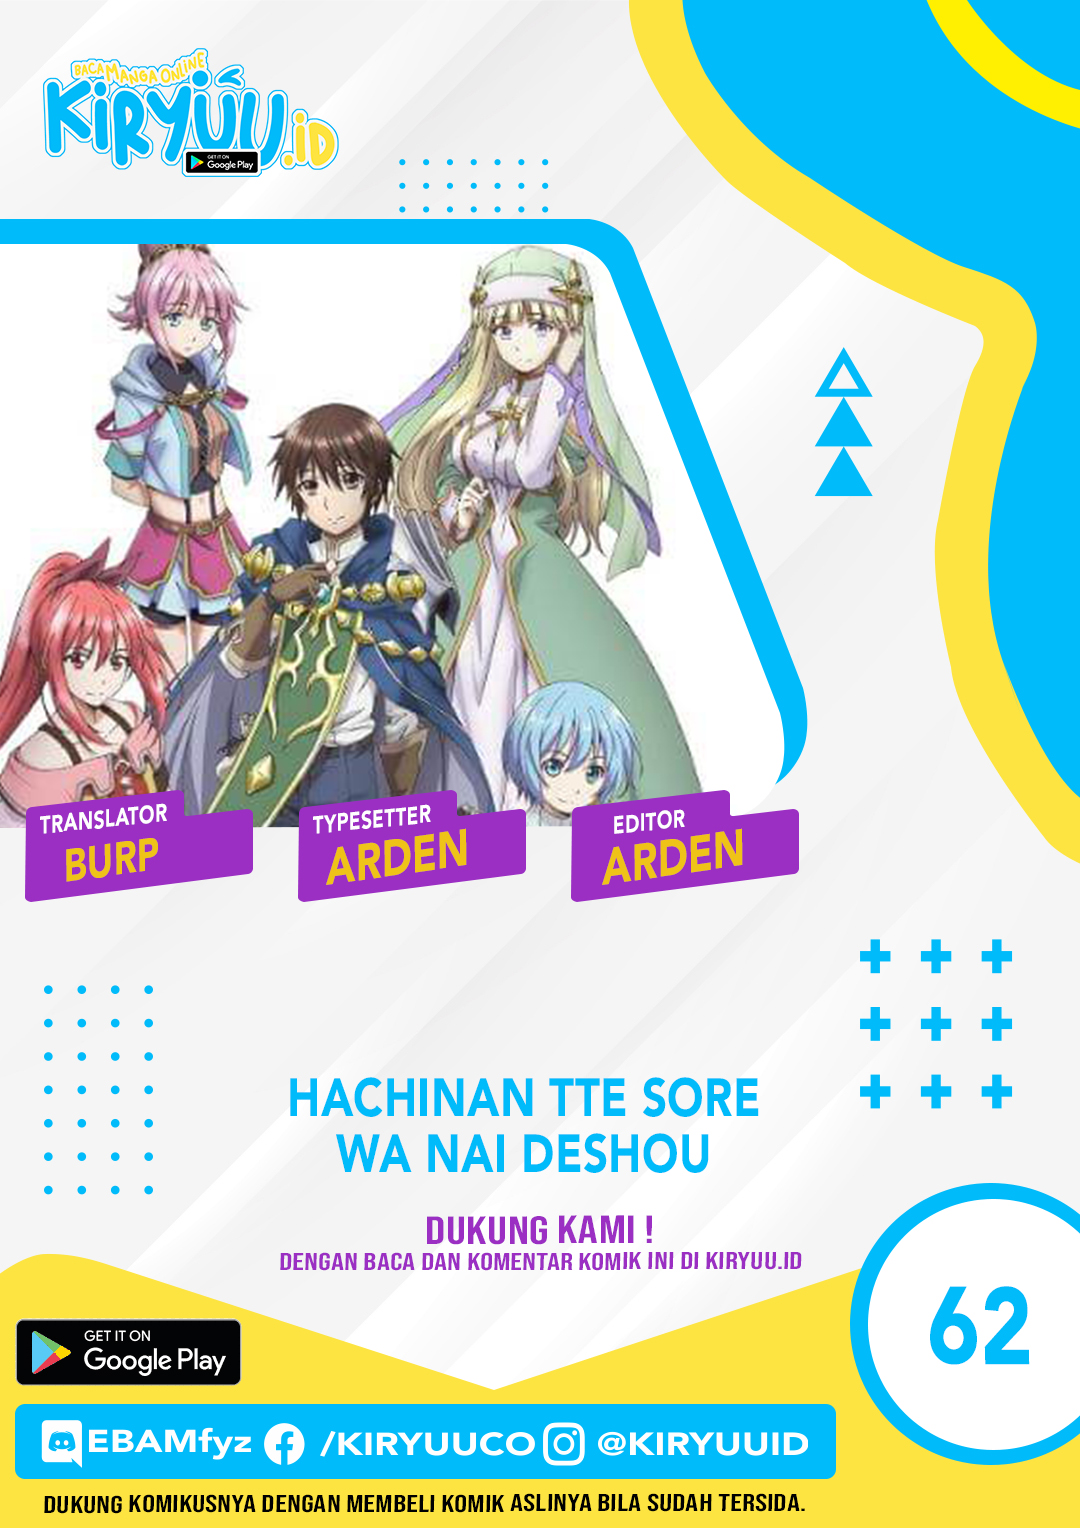 BACA MANGA ONLINE
KIRYUU.ID
GET IT ON
Google Play
TRANSLATOR
BURP
TYPESETTER
ARDEN
EDITOR
ARDEN
HACHINAN TTE SORE
WA NAI DESHOU
DUKUNG KAMI !
DENGAN BACA DAN KOMENTAR KOMIK INI DI KIRYUU.ID
62
GET IT ON
Google Play
EBAMfyz /KIRYUUCO @KIRYUUID
DUKUNG KOMIKUSNYA DENGAN MEMBELI KOMIK ASLINYA BILA SUDAH TERSIDA.